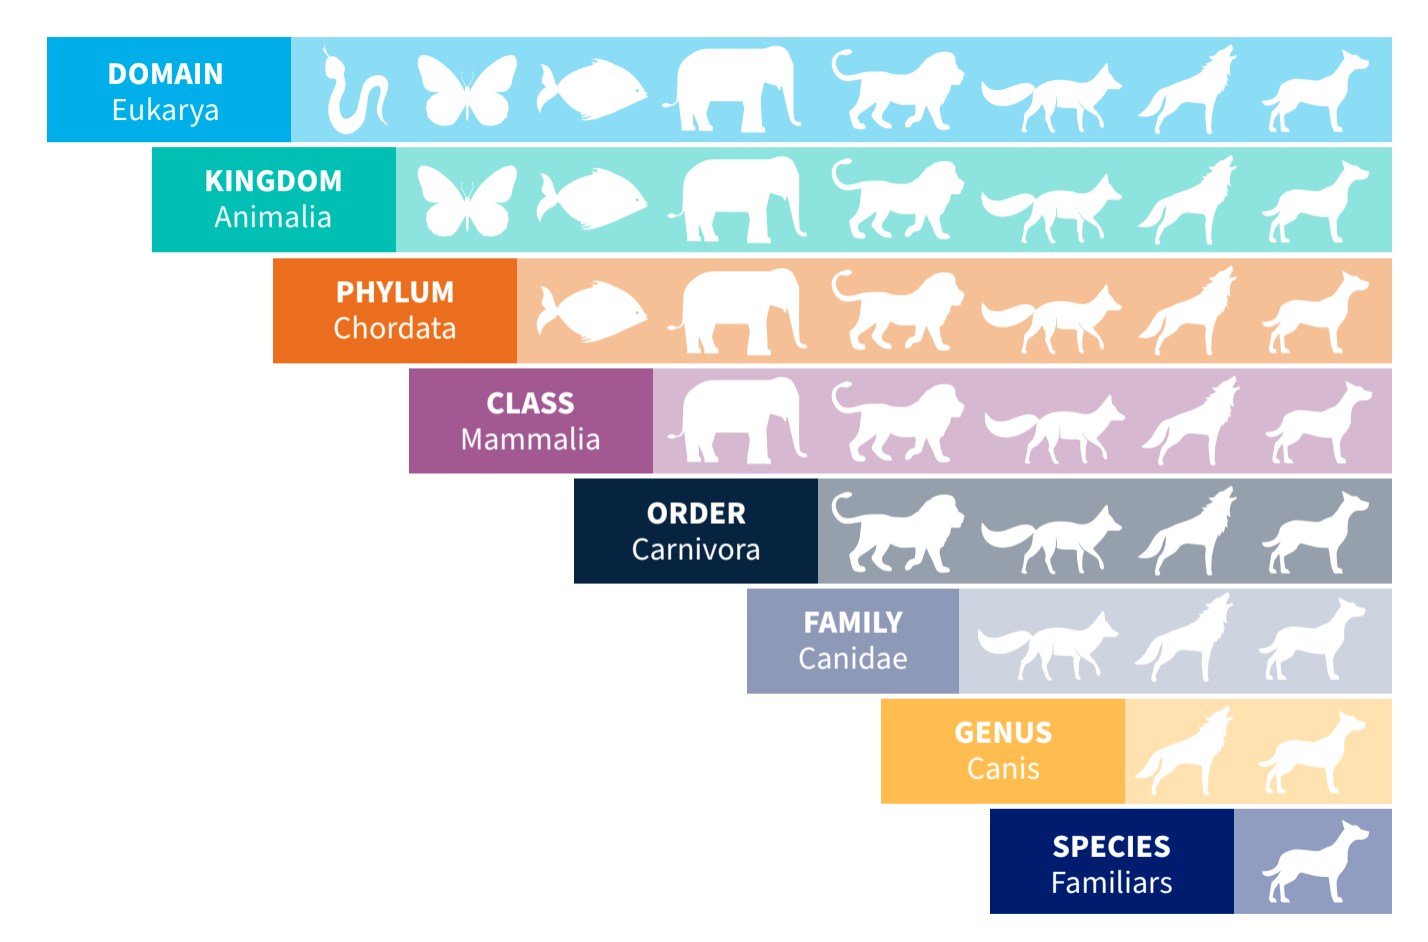 DOMAIN
Eukarya
KINGDOM
Animalia
PHYLUM
Chordata
CLASS
Mammalia
ORDER
Carnivora
FAMILY
Canidae
GENUS
Canis
SPECIES
Familiars